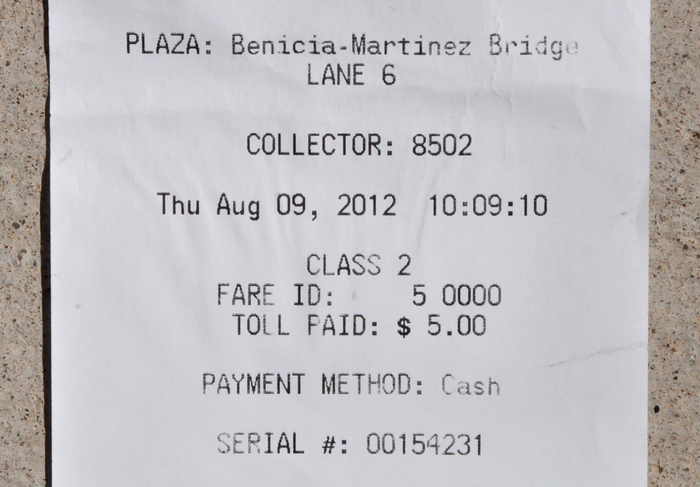 PLAZA: Benicia-Martinez Bridge
LANE 6
COLLECTOR: 8502
Thu Aug 09, 2012 10:09:10
CLASS 2
FARE ID: 5 0000
TOLL PAID: $ 5.00
PAYMENT METHOD: Cash
SERIAL #: 00154231